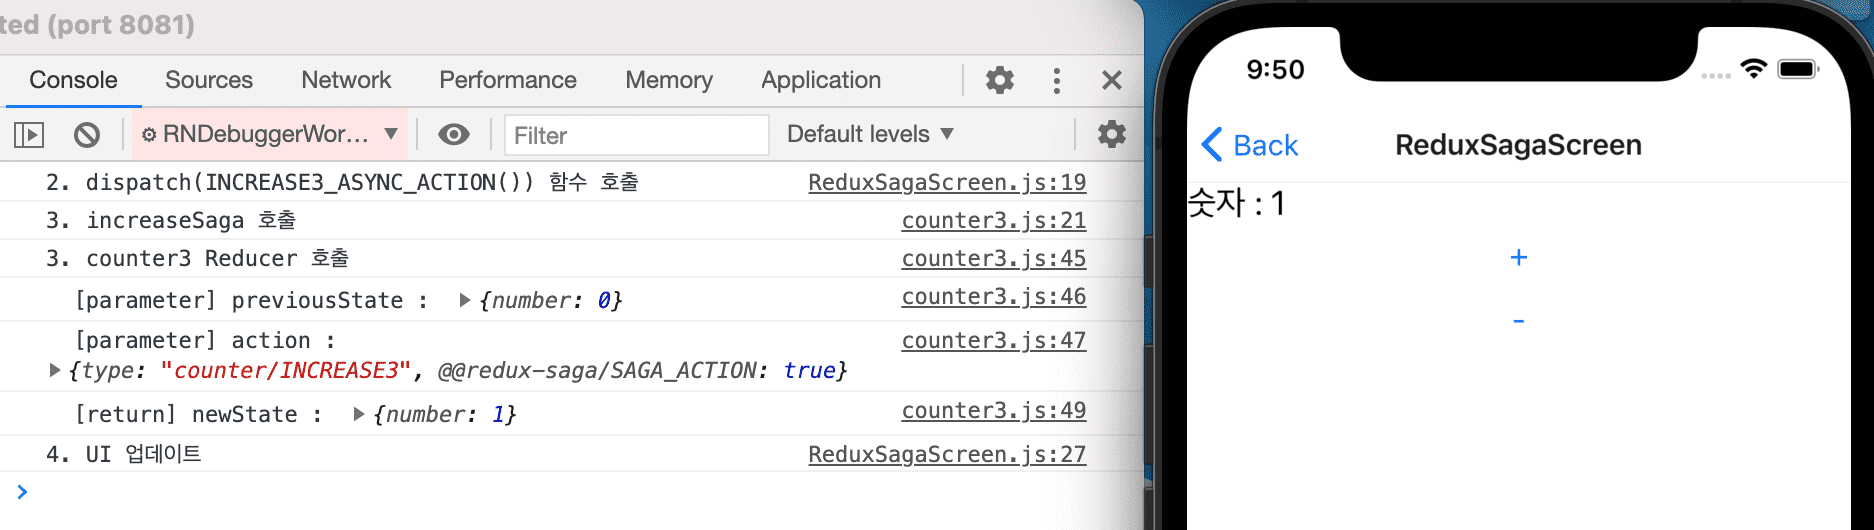 ted (port 8081)
Console Sources Network Performance Memory Application
RNDebuggerWor... Filter Default levels
2. dispatch(INCREASE3_ASYNC_ACTION()) 함수 호출 ReduxSagaScreen.js:19
3. increaseSaga 호출 counter3.js:21
3. counter3 Reducer 호출 counter3.js:45
[parameter] previousState : {number: 0} counter3.js:46
[parameter] action : counter3.js:47
{type: "counter/INCREASE3", @@redux-saga/SAGA_ACTION: true}
[return] newState : {number: 1} counter3.js:49
4. UI 업데이트 ReduxSagaScreen.js:27
9:50
Back ReduxSagaScreen
숫자 : 1
+
-